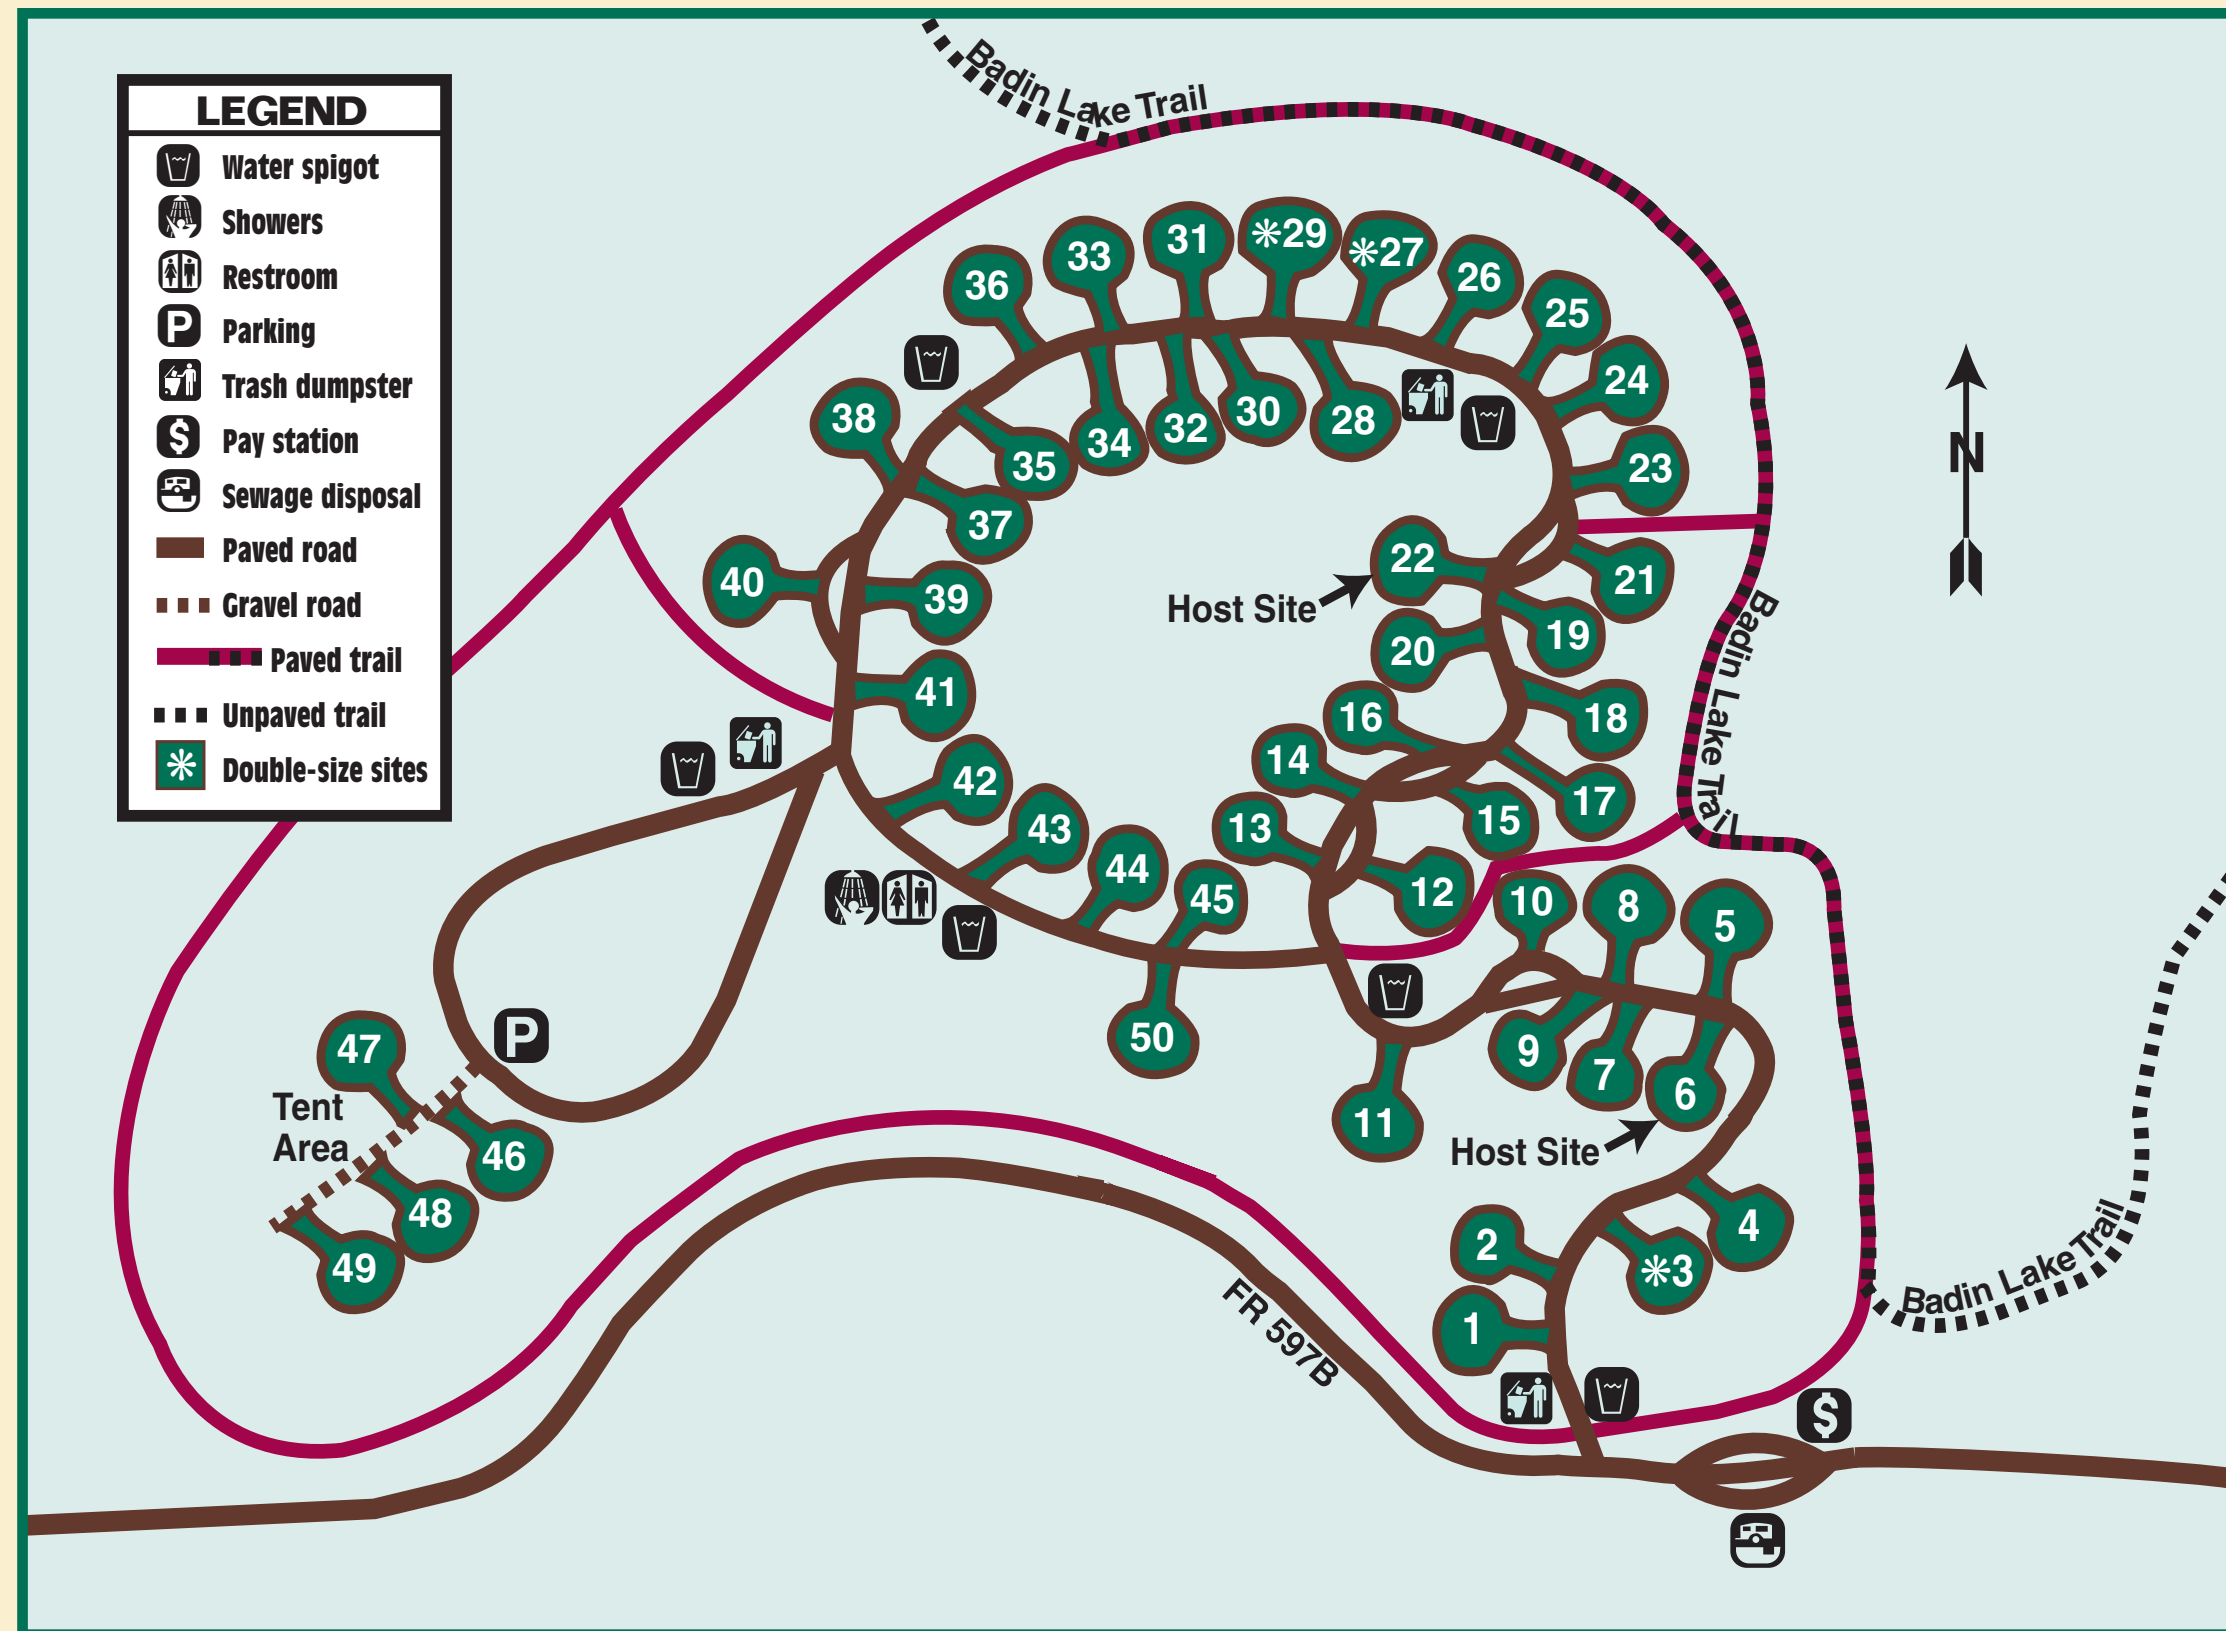 LEGEND
Water spigot
Showers
Restroom
P Parking
Trash dumpster
$ Pay station
Sewage disposal
Paved road
Gravel road
Paved trail
Unpaved trail
Double-size sites
Badin Lake Trail
N
36
33
31
29
27
26
25
24
23
38
35
34
32
30
28
37
40
39
22
21
Host Site
19
20
41
18
16
14
17
15
42
13
43
12
44
45
10
8
5
Badin Lake Trail
50
9
7
6
11
Host Site
P
47
Tent
Area
46
48
49
2
4
3
1
FR 597B
Badin Lake Trail
$